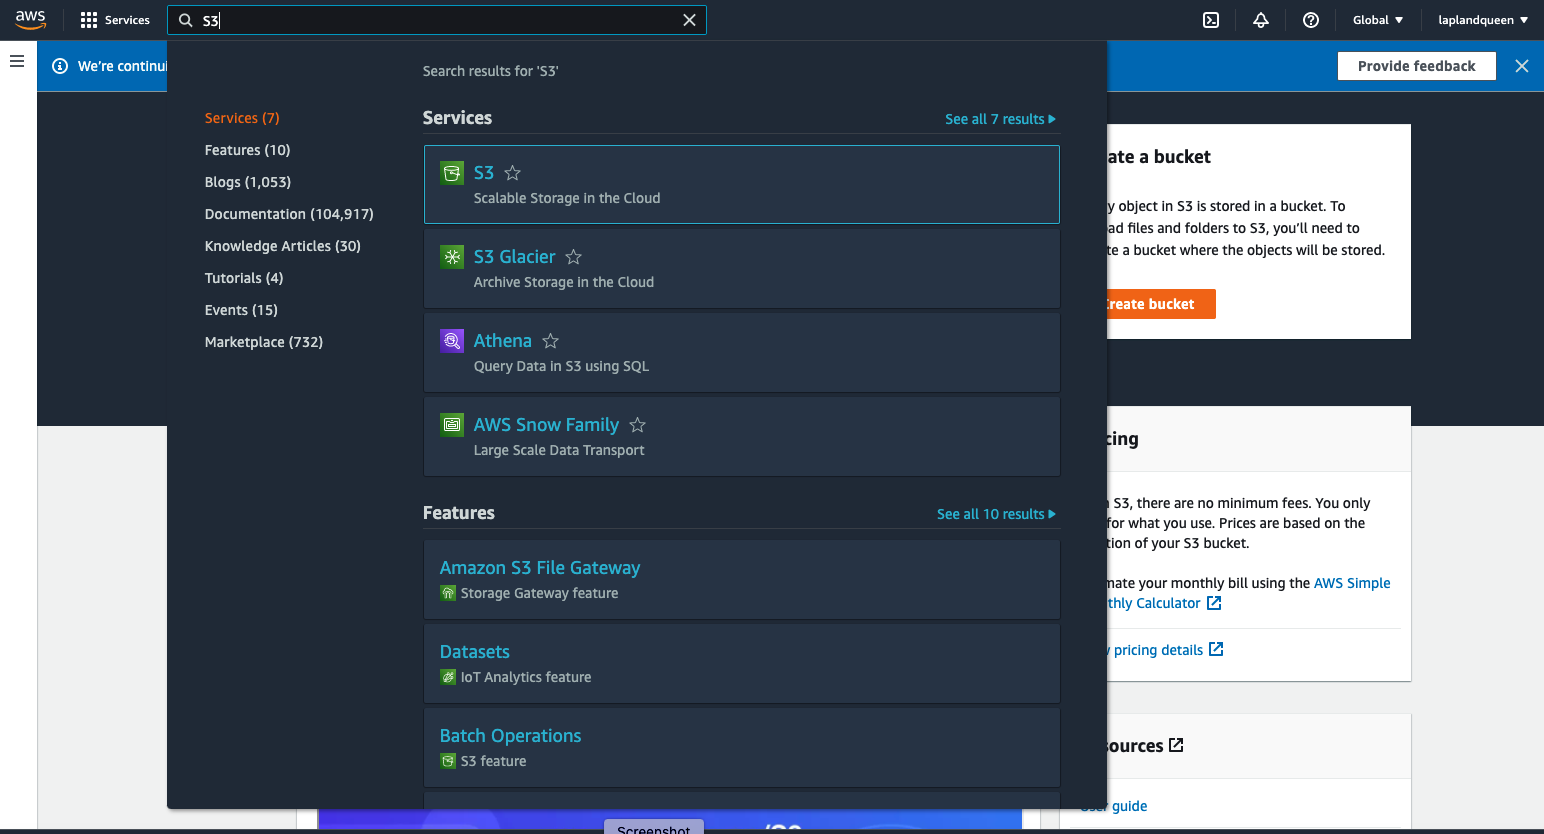 aws
Services
S3
Global
laplandqueen
We're continui
Provide feedback
Search results for 'S3'
Services (7)
Features (10)
Blogs (1,053)
Documentation (104,917)
Knowledge Articles (30)
Tutorials (4)
Events (15)
Marketplace (732)
Services
See all 7 results
S3
Scalable Storage in the Cloud
S3 Glacier
Archive Storage in the Cloud
Athena
Query Data in S3 using SQL
AWS Snow Family
Large Scale Data Transport
Features
See all 10 results
Amazon S3 File Gateway
Storage Gateway feature
Datasets
IoT Analytics feature
Batch Operations
S3 feature
ate a bucket
y object in S3 is stored in a bucket. To
ad files and folders to S3, you'll need to
te a bucket where the objects will be stored.
reate bucket
cing
S3, there are no minimum fees. You only
for what you use. Prices are based on the
tion of your S3 bucket.
mate your monthly bill using the AWS Simple
thly Calculator
pricing details
ources
User guide
Screenshot